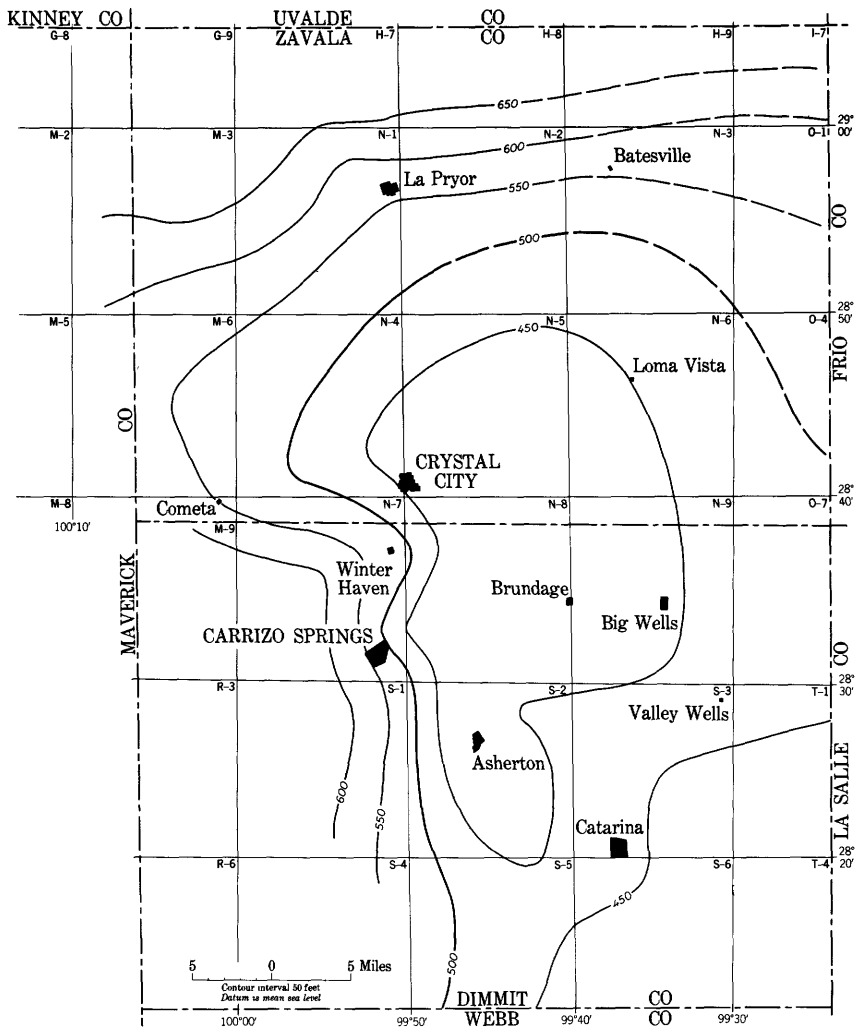 KINNEY CO UVALDE CO
ZAVALA CO
G-8 G-9 H-7 H-8 H-9 I-7
650
M-2 M-3 N-1 N-2 N-3 O-1
29°
00'
600
Batesville
La Pryor
550
CO
500
M-5 M-6 N-4 N-5 N-6 O-4
28°
50'
450
Loma Vista
FRIO
CO
CRYSTAL
CITY
Cometa
M-8 M-9 N-7 N-8 N-9 O-7
28°
40'
100°10'
MAVERICK
Winter
Haven
Brundage
Big Wells
CARRIZO SPRINGS
CO
R-3 S-1 S-2 S-3 T-1
28°
30'
Valley Wells
Asherton
LA SALLE
600
550
Catarina
R-6 S-4 S-5 S-6 T-4
28°
20'
450
500
5 0 5 Miles
Contour interval 50 feet
Datum is mean sea level
DIMMIT CO
WEBB CO
100°00' 99°50' 99°40' 99°30'